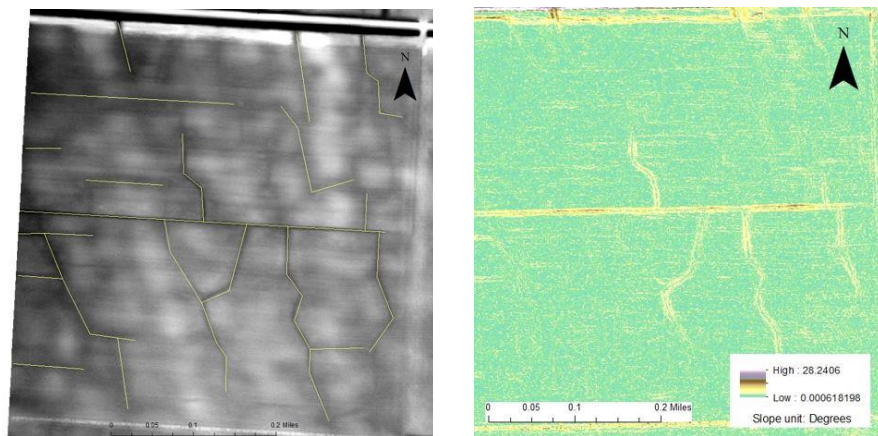 N
0 0.05 0.1 0.2 Miles
N
High : 28.2406
Low : 0.000618198
Slope unit: Degrees
0 0.05 0.1 0.2 Miles